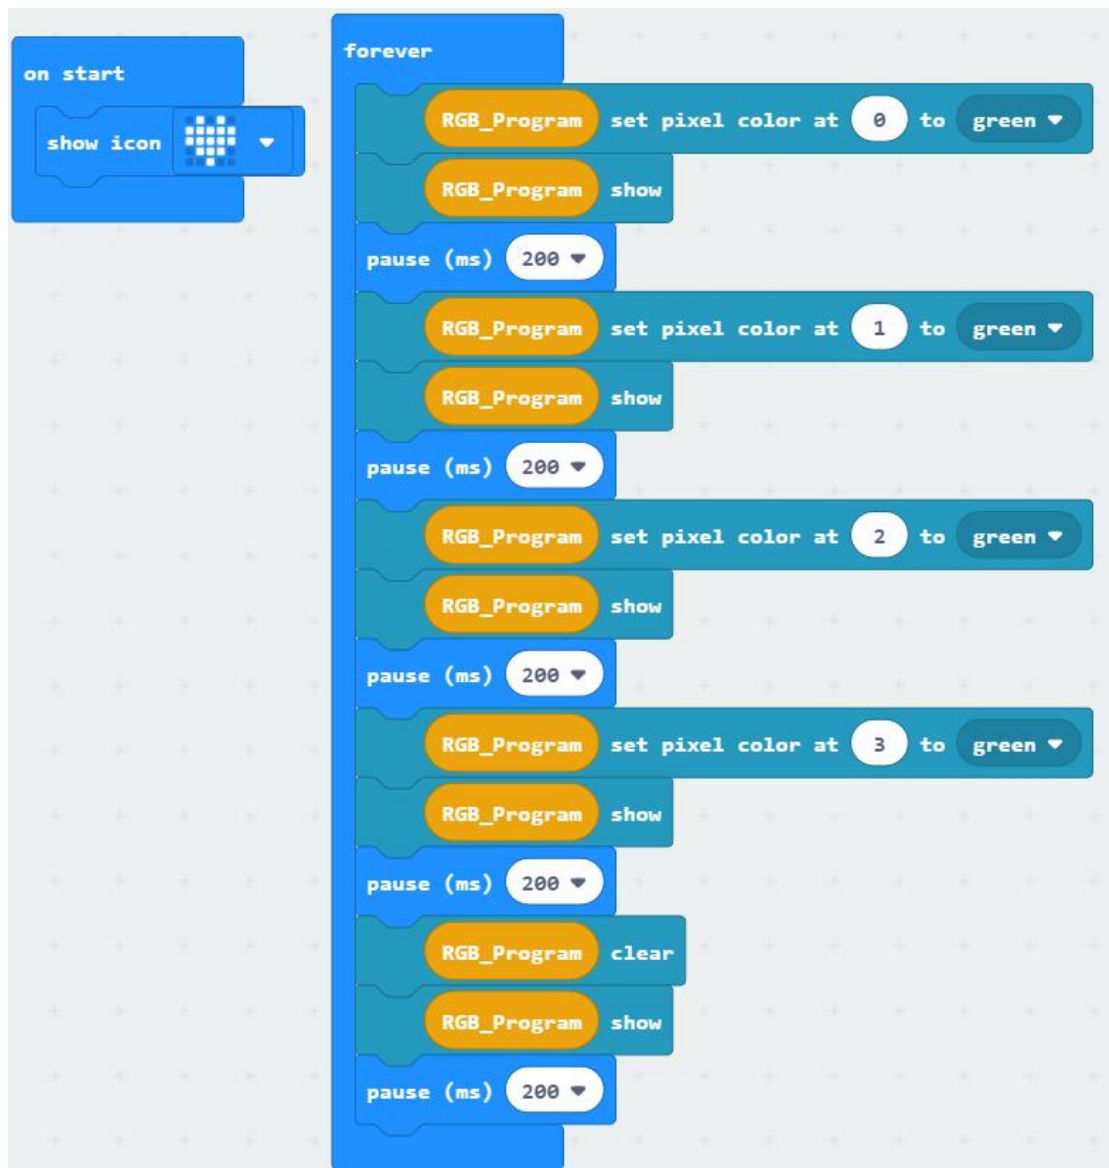 on start
show icon
forever
RGB_Program set pixel color at 0 to green
RGB_Program show
pause (ms) 200
RGB_Program set pixel color at 1 to green
RGB_Program show
pause (ms) 200
RGB_Program set pixel color at 2 to green
RGB_Program show
pause (ms) 200
RGB_Program set pixel color at 3 to green
RGB_Program show
pause (ms) 200
RGB_Program clear
RGB_Program show
pause (ms) 200